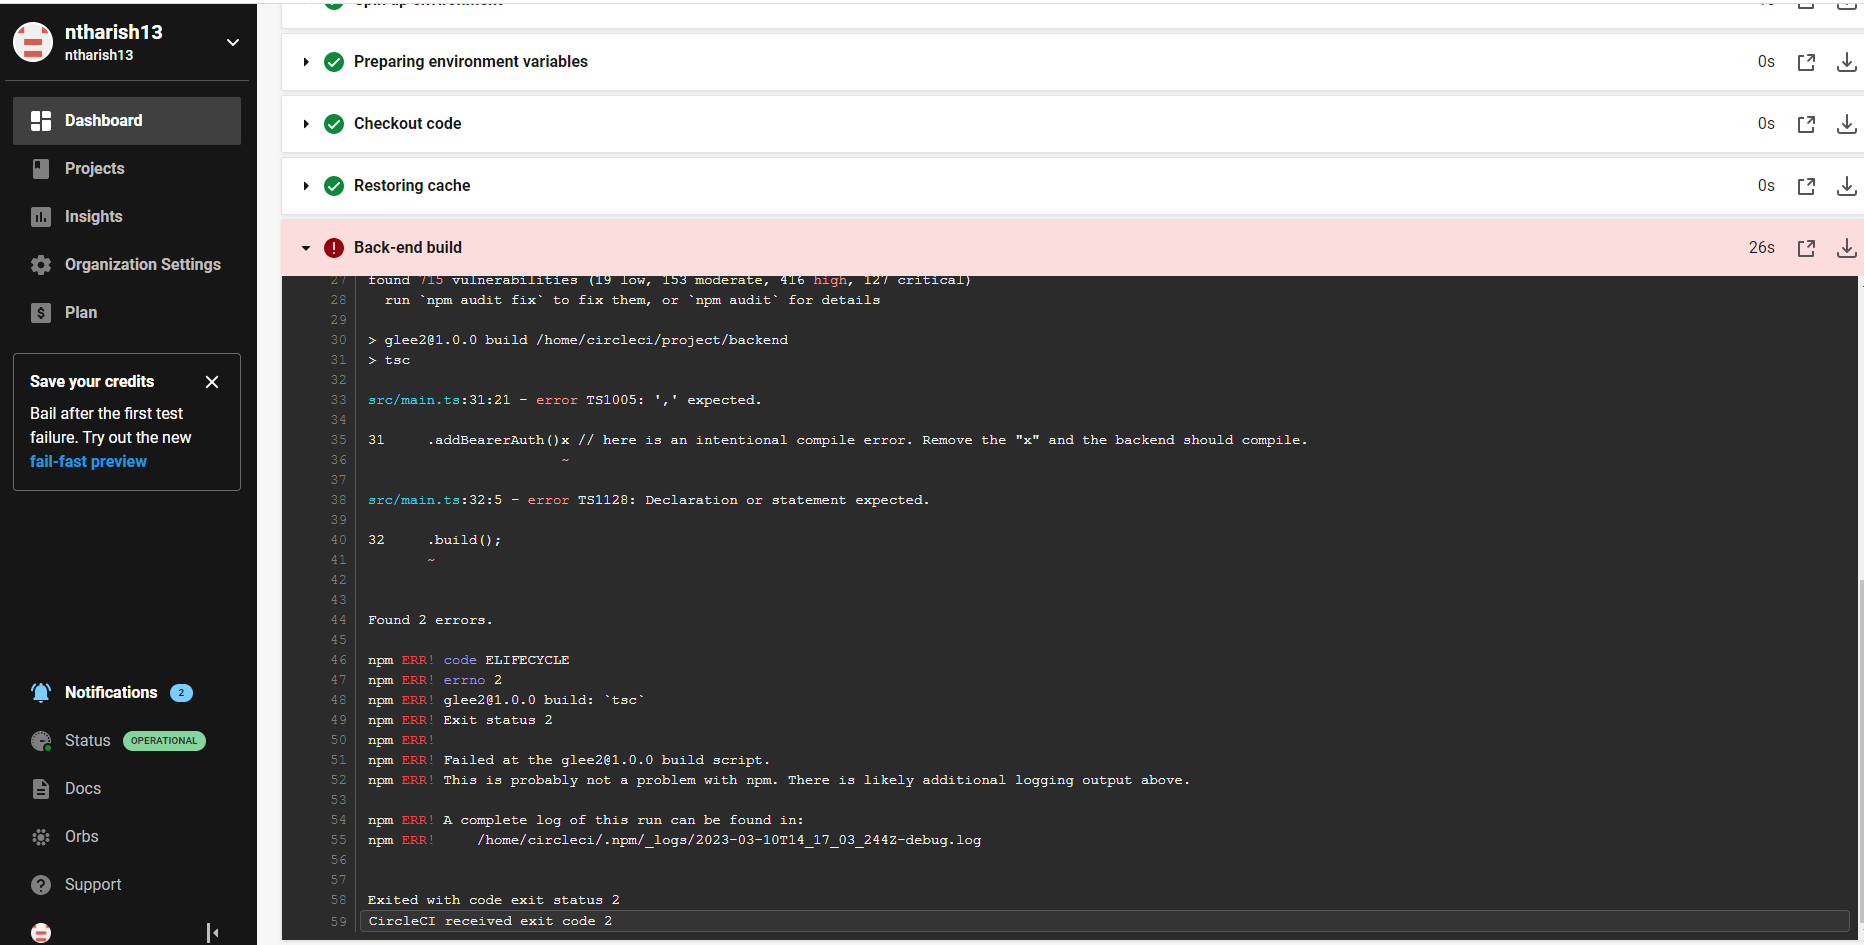 ntharish13
ntharish13
Dashboard
Projects
Insights
Organization Settings
Plan
Save your credits
Bail after the first test
failure. Try out the new
fail-fast preview
Notifications 2
Status OPERATIONAL
Docs
Orbs
Support
Spin up environment
Preparing environment variables 0s
Checkout code 0s
Restoring cache 0s
Back-end build 26s
27 found 715 vulnerabilities (19 low, 153 moderate, 416 high, 127 critical)
28 run `npm audit fix` to fix them, or `npm audit` for details
29
30 > glee2@1.0.0 build /home/circleci/project/backend
31 > tsc
32
33 src/main.ts:31:21 - error TS1005: ',' expected.
34
35 31 .addBearerAuth()x // here is an intentional compile error. Remove the "x" and the backend should compile.
36 ~
37
38 src/main.ts:32:5 - error TS1128: Declaration or statement expected.
39
40 32 .build();
41 ~
42
43
44 Found 2 errors.
45
46 npm ERR! code ELIFECYCLE
47 npm ERR! errno 2
48 npm ERR! glee2@1.0.0 build: `tsc`
49 npm ERR! Exit status 2
50 npm ERR!
51 npm ERR! Failed at the glee2@1.0.0 build script.
52 npm ERR! This is probably not a problem with npm. There is likely additional logging output above.
53
54 npm ERR! A complete log of this run can be found in:
55 npm ERR! /home/circleci/.npm/_logs/2023-03-10T14_17_03_244Z-debug.log
56
57
58 Exited with code exit status 2
59 CircleCI received exit code 2